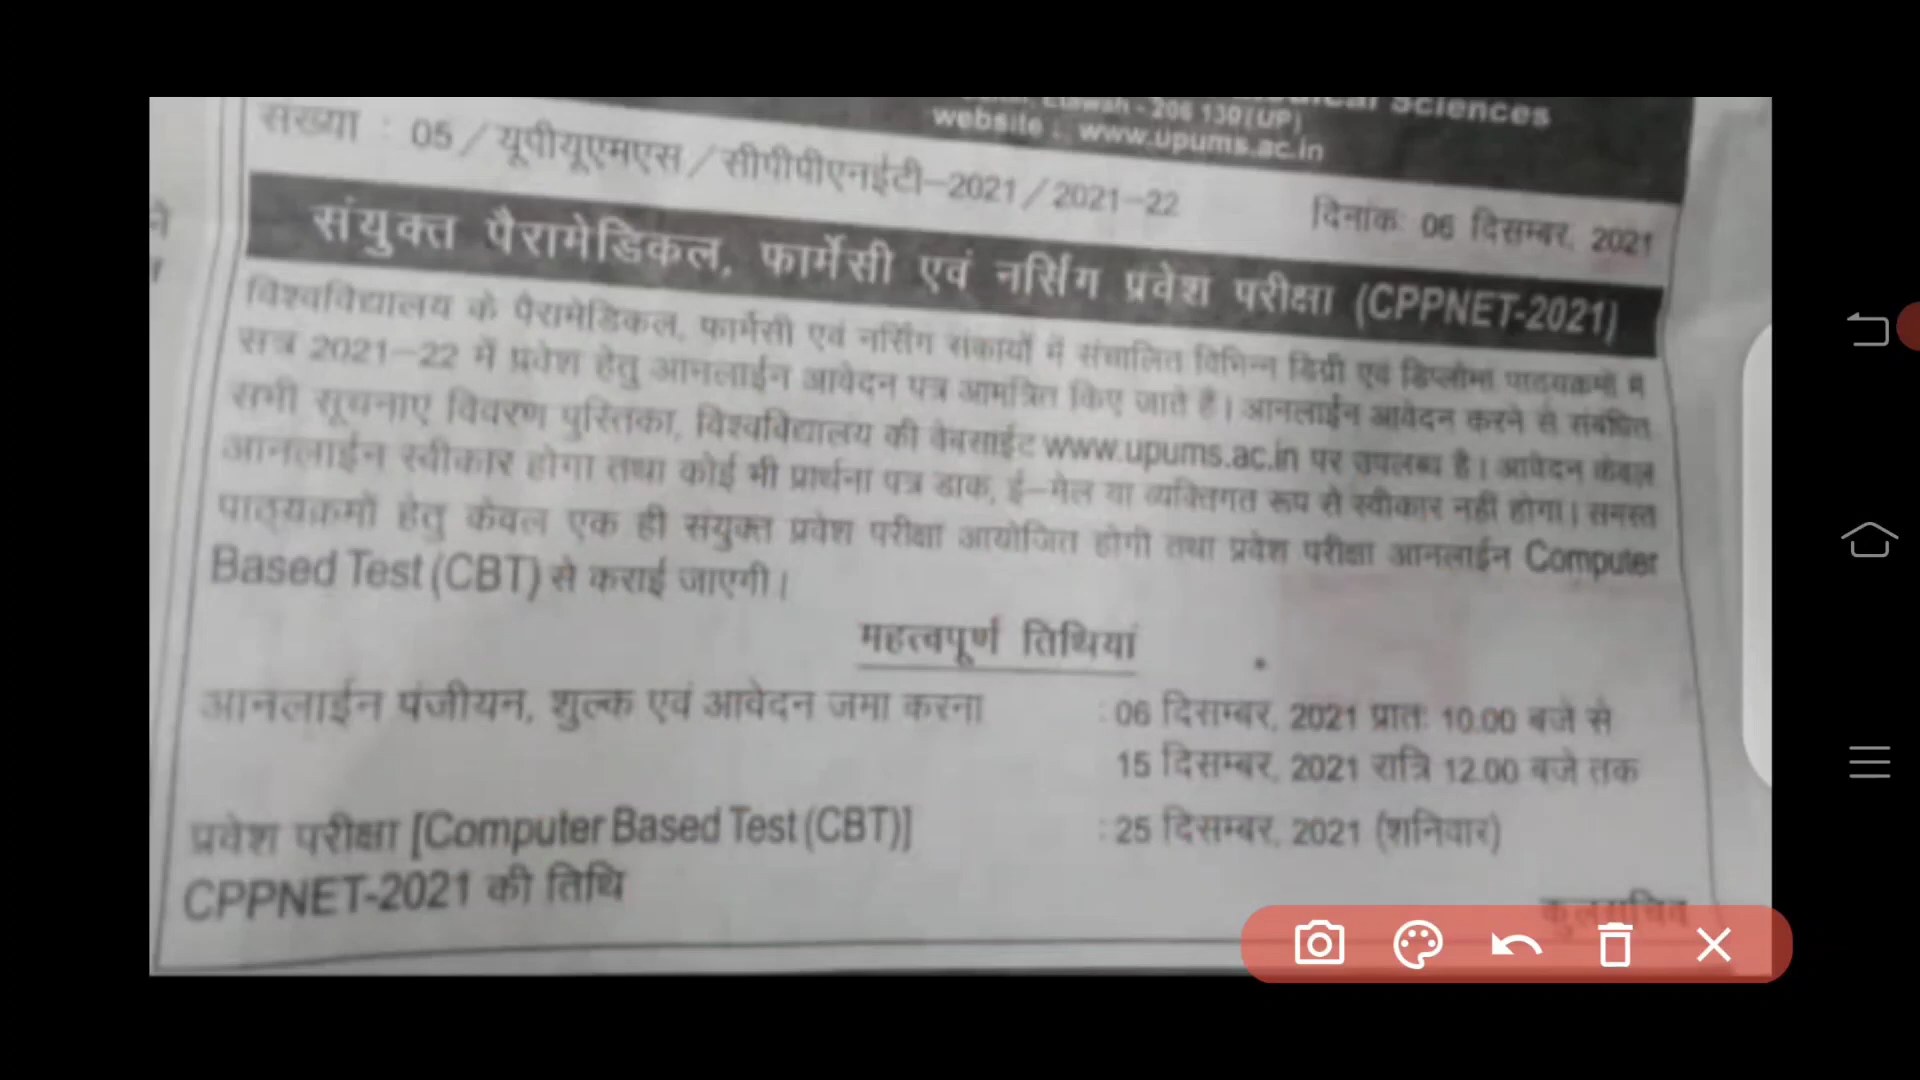 Sciences
206 130 (UP)
website : www.upums.ac.in
संख्या : 05/यूपीयूएमएस/सीपीपीएनईटी–2021/2021–22
दिनांक: 06 दिसम्बर, 2021
संयुक्त पैरामेडिकल, फार्मेसी एवं नर्सिंग प्रवेश परीक्षा (CPPNET-2021)
विश्वविद्यालय के पैरामेडिकल, फार्मेसी एवं नर्सिंग संकायों में संचालित विभिन्न डिग्री एवं डिप्लोमा पाठ्यक्रमों में
सत्र 2021–22 में प्रवेश हेतु आनलाईन आवेदन पत्र आमंत्रित किए जाते हैं। आनलाईन आवेदन करने से संबंधित
सभी सूचनाएं विवरण पुस्तिका, विश्वविद्यालय की वेबसाईट www.upums.ac.in पर उपलब्ध है। आवेदन केवल
आनलाईन स्वीकार होगा तथा कोई भी प्रार्थना पत्र डाक, ई–मेल या व्यक्तिगत रूप से स्वीकार नहीं होगा। समस्त
पाठ्यक्रमों हेतु केवल एक ही संयुक्त प्रवेश परीक्षा आयोजित होगी तथा प्रवेश परीक्षा आनलाईन Computer
Based Test (CBT) से कराई जाएगी।
महत्वपूर्ण तिथियां
आनलाईन पंजीयन, शुल्क एवं आवेदन जमा करना : 06 दिसम्बर, 2021 प्रातः 10.00 बजे से
15 दिसम्बर, 2021 रात्रि 12.00 बजे तक
प्रवेश परीक्षा [Computer Based Test (CBT)] : 25 दिसम्बर, 2021 (शनिवार)
CPPNET-2021 की तिथि
कुलसचिव